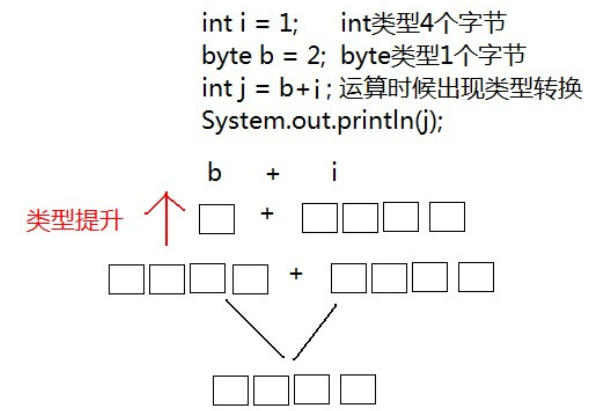 int i = 1; int类型4个字节
byte b = 2; byte类型1个字节
int j = b+i ; 运算时候出现类型转换
System.out.println(j);
b + i
类型提升 +
+